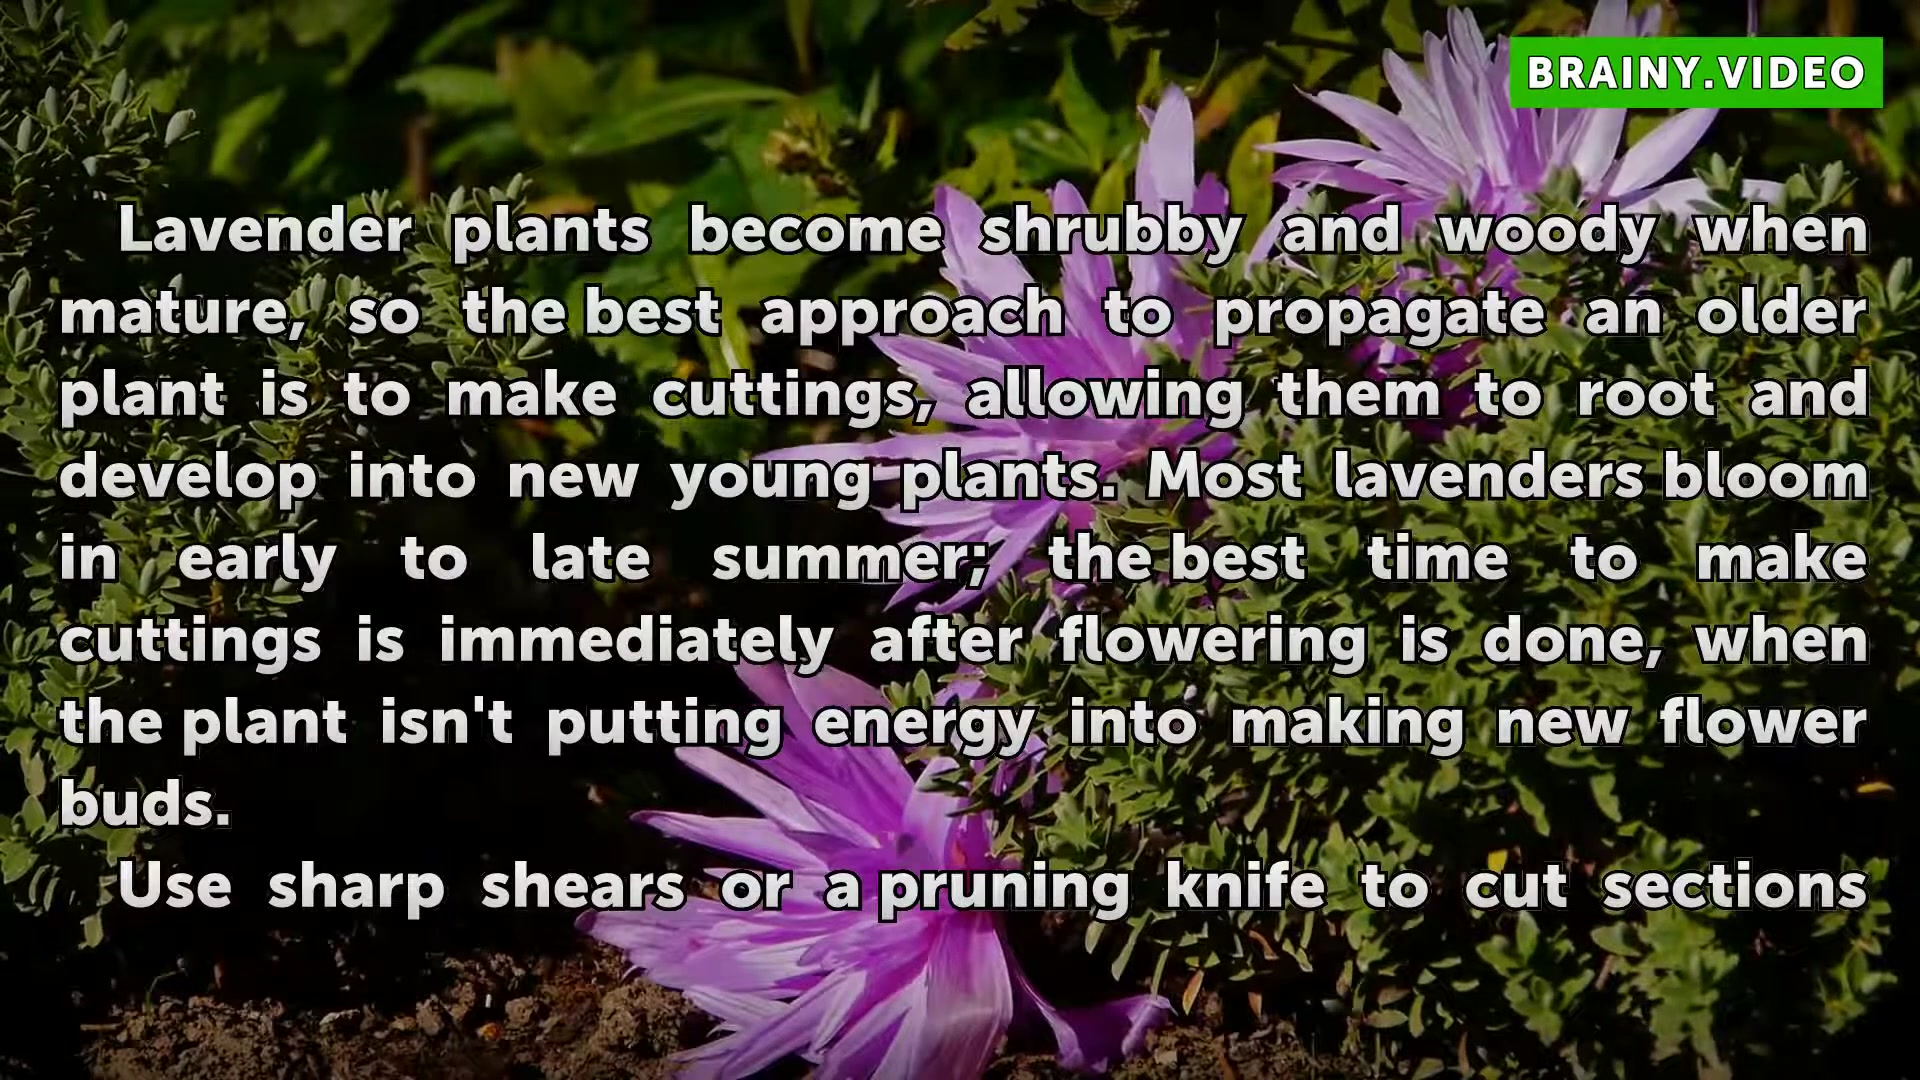 BRAINY.VIDEO
Lavender plants become shrubby and woody when
mature, so the best approach to propagate an older
plant is to make cuttings, allowing them to root and
develop into new young plants. Most lavenders bloom
in early to late summer; the best time to make
cuttings is immediately after flowering is done, when
the plant isn't putting energy into making new flower
buds.
Use sharp shears or a pruning knife to cut sections